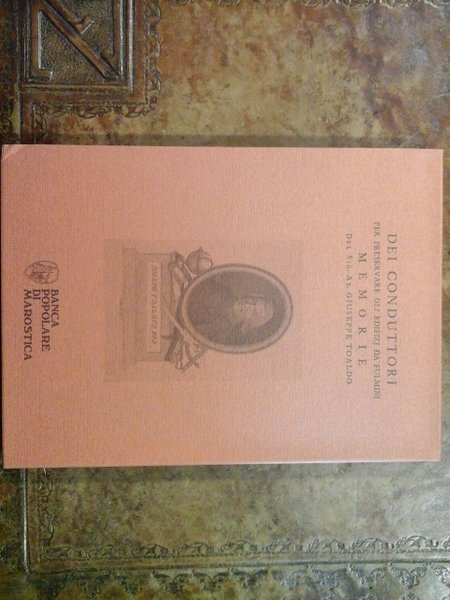 DEI CONDUTTORI
PER PRESERVARE GLI EDIFIZJ DA' FULMINI
MEMORIE
DEL SIG. AB. GIUSEPPE TOALDO
BANCA
POPOLARE
DI
MAROSTICA